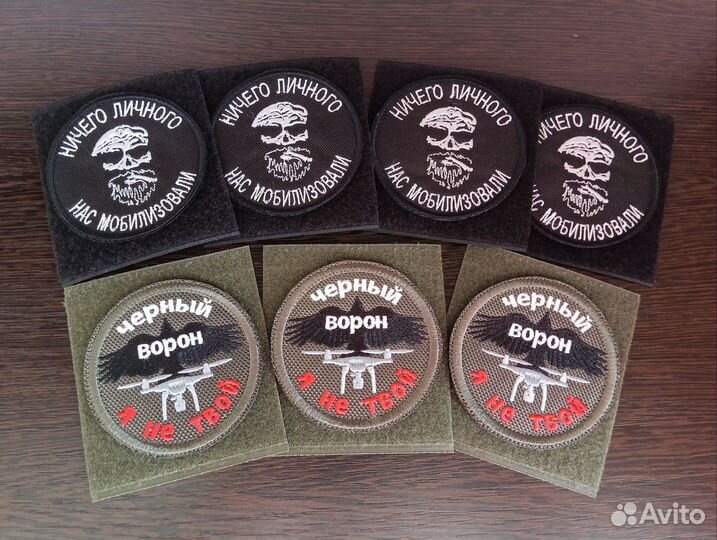 НИЧЕГО ЛИЧНОГО
НАС МОБИЛИЗОВАЛИ
НИЧЕГО ЛИЧНОГО
НАС МОБИЛИЗОВАЛИ
НИЧЕГО ЛИЧНОГО
НАС МОБИЛИЗОВАЛИ
НИЧЕГО ЛИЧНОГО
НАС МОБИЛИЗОВАЛИ
черный
ворон
я не твой
черный
ворон
я не твой
черный
ворон
я не твой
Avito